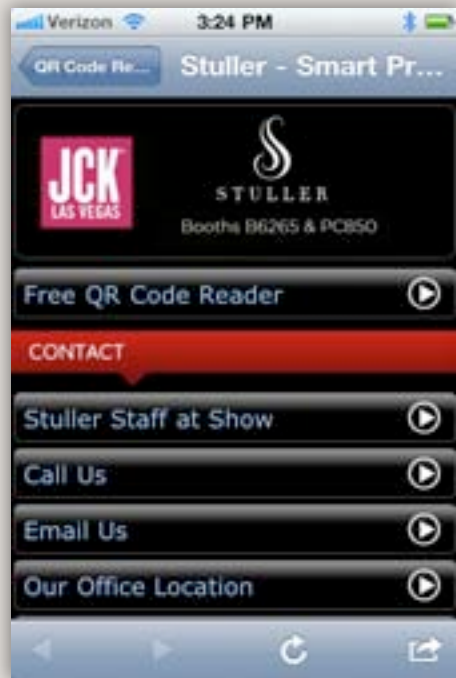 Verizon 3:24 PM
QR Code Re... Stuller - Smart Pr...
JCK
LAS VEGAS
S
STULLER
Booths B6265 & PC850
Free QR Code Reader
CONTACT
Stuller Staff at Show
Call Us
Email Us
Our Office Location